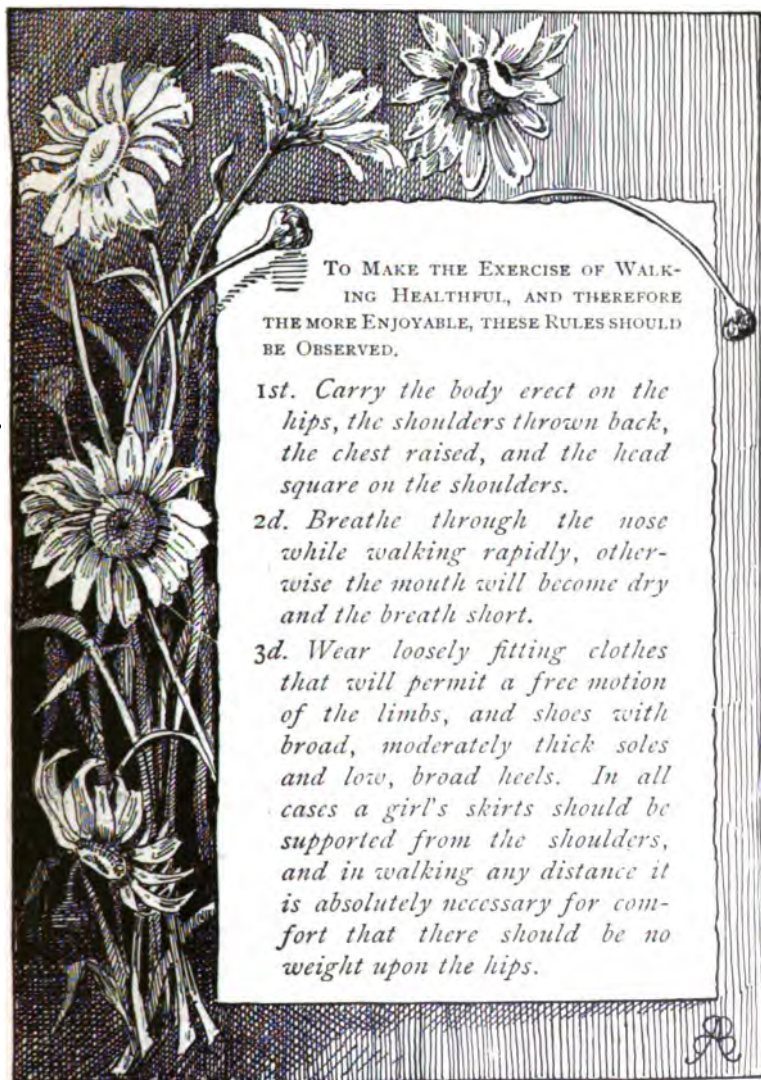 To Make the Exercise of Walk-
ing Healthful, and therefore
the more Enjoyable, these Rules should
be Observed.
1st. Carry the body erect on the
hips, the shoulders thrown back,
the chest raised, and the head
square on the shoulders.
2d. Breathe through the nose
while walking rapidly, other-
wise the mouth will become dry
and the breath short.
3d. Wear loosely fitting clothes
that will permit a free motion
of the limbs, and shoes with
broad, moderately thick soles
and low, broad heels. In all
cases a girl's skirts should be
supported from the shoulders,
and in walking any distance it
is absolutely necessary for com-
fort that there should be no
weight upon the hips.